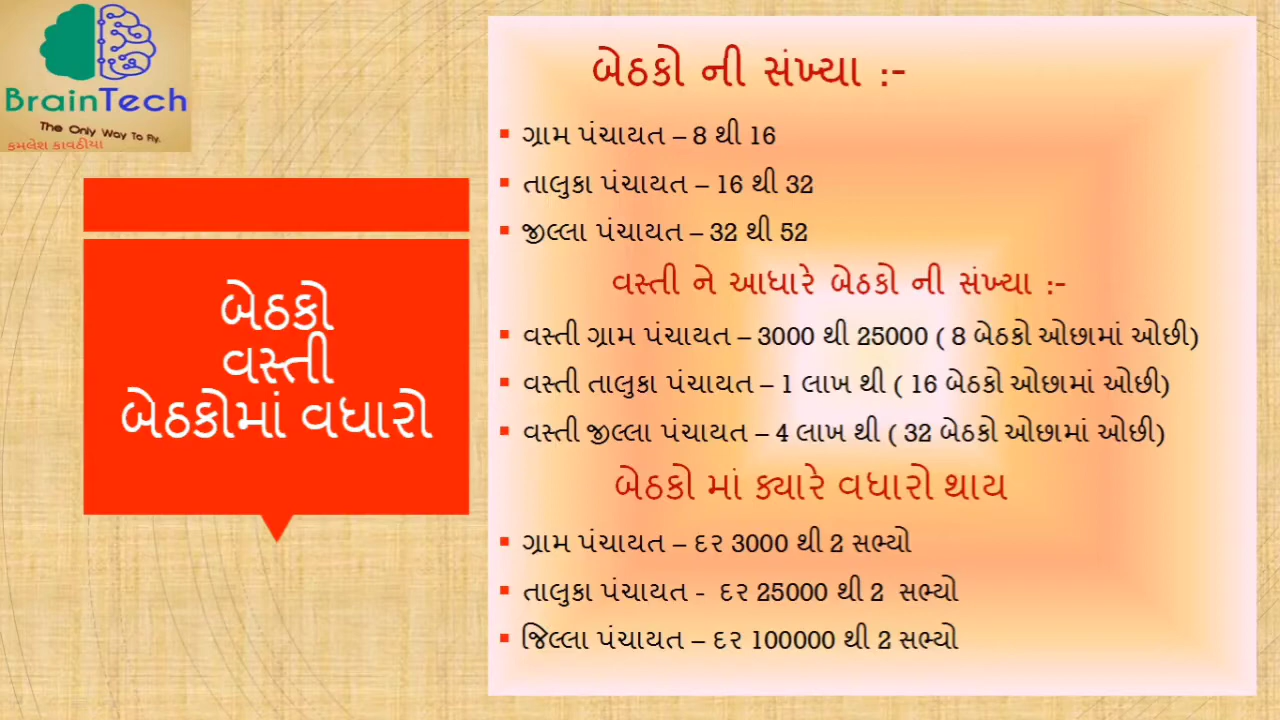 BrainTech
The Only Way To Fly.
કમલેશ કાવઠીયા
બેઠકો
વસ્તી
બેઠકોમાં વધારો
બેઠકો ની સંખ્યા :-
ગ્રામ પંચાયત – 8 થી 16
તાલુકા પંચાયત – 16 થી 32
જીલ્લા પંચાયત – 32 થી 52
વસ્તી ને આધારે બેઠકો ની સંખ્યા :-
વસ્તી ગ્રામ પંચાયત – 3000 થી 25000 ( 8 બેઠકો ઓછામાં ઓછી)
વસ્તી તાલુકા પંચાયત – 1 લાખ થી ( 16 બેઠકો ઓછામાં ઓછી)
વસ્તી જીલ્લા પંચાયત – 4 લાખ થી ( 32 બેઠકો ઓછામાં ઓછી)
બેઠકો માં ક્યારે વધારો થાય
ગ્રામ પંચાયત – દર 3000 થી 2 સભ્યો
તાલુકા પંચાયત - દર 25000 થી 2 સભ્યો
જિલ્લા પંચાયત – દર 100000 થી 2 સભ્યો